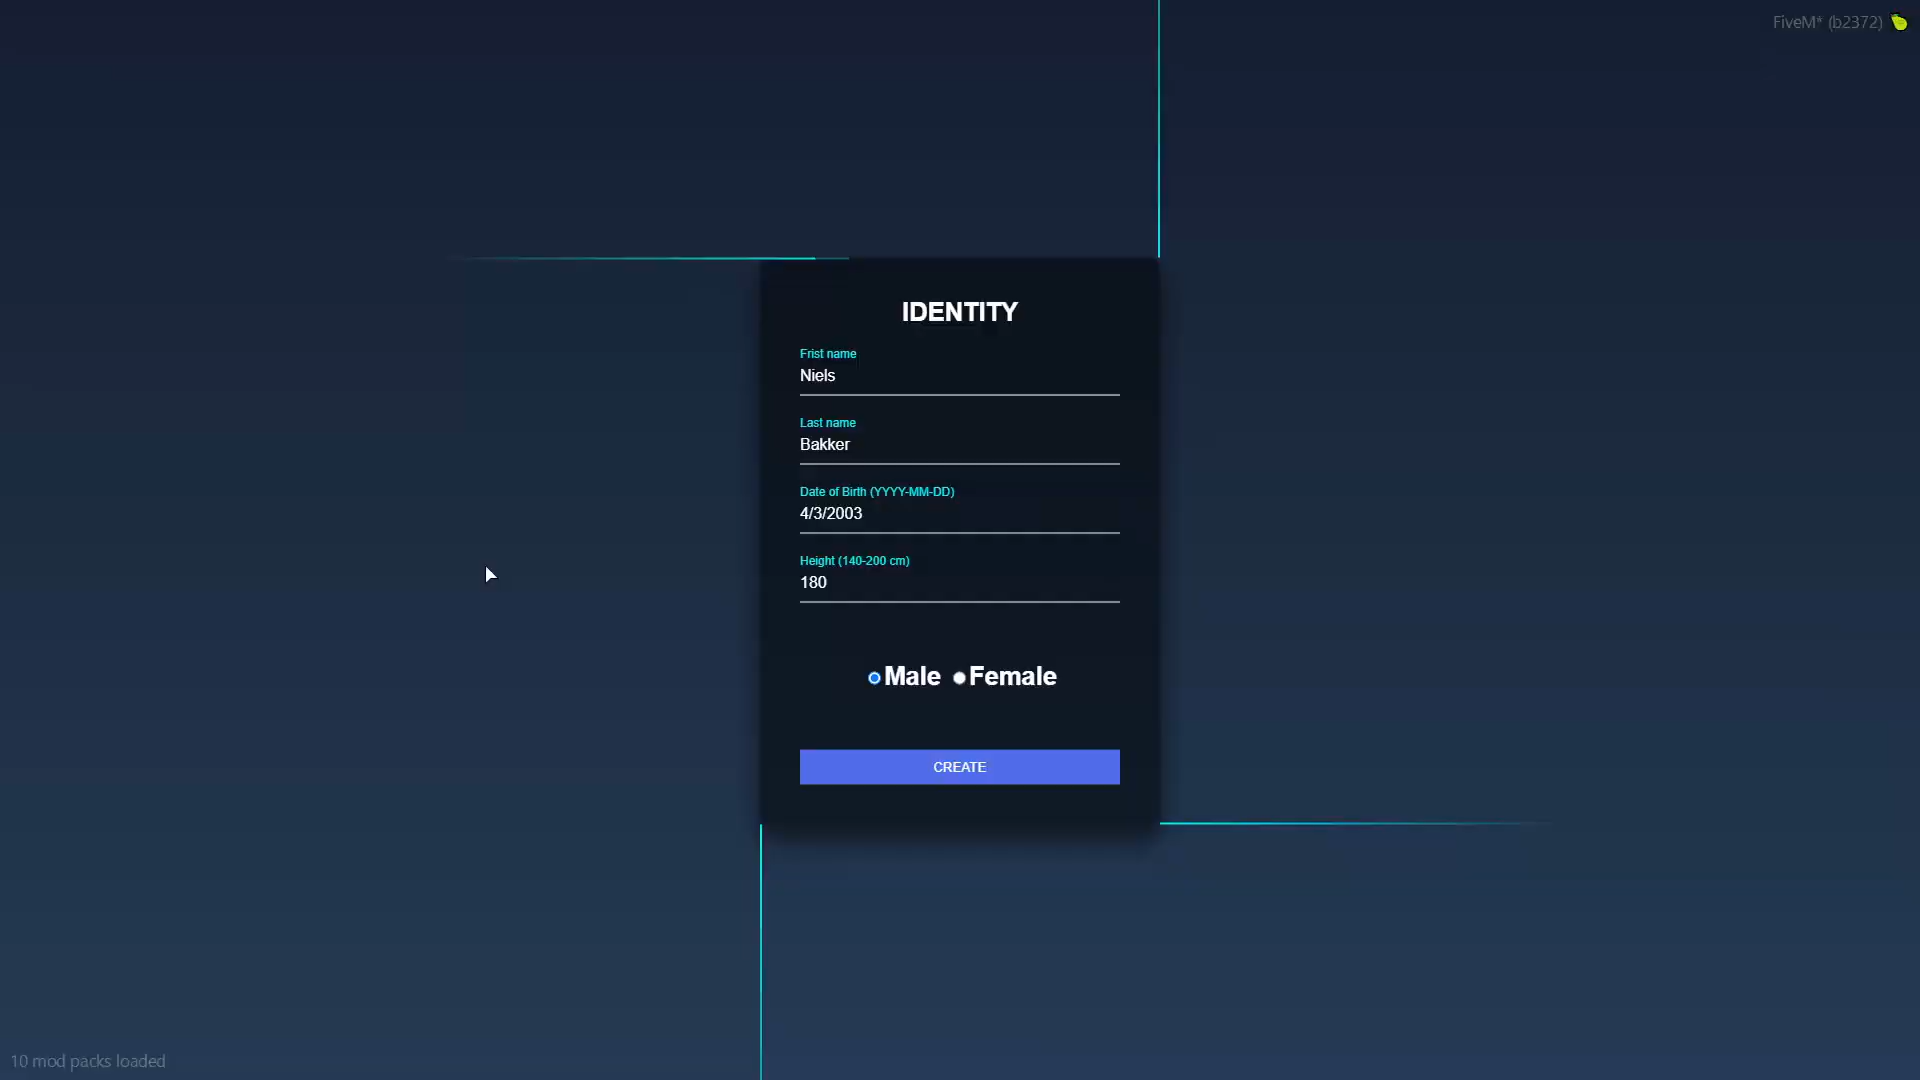 FiveM* (b2372)
IDENTITY
Frist name
Niels
Last name
Bakker
Date of Birth (YYYY-MM-DD)
4/3/2003
Height (140-200 cm)
180
Male Female
CREATE
10 mod packs loaded